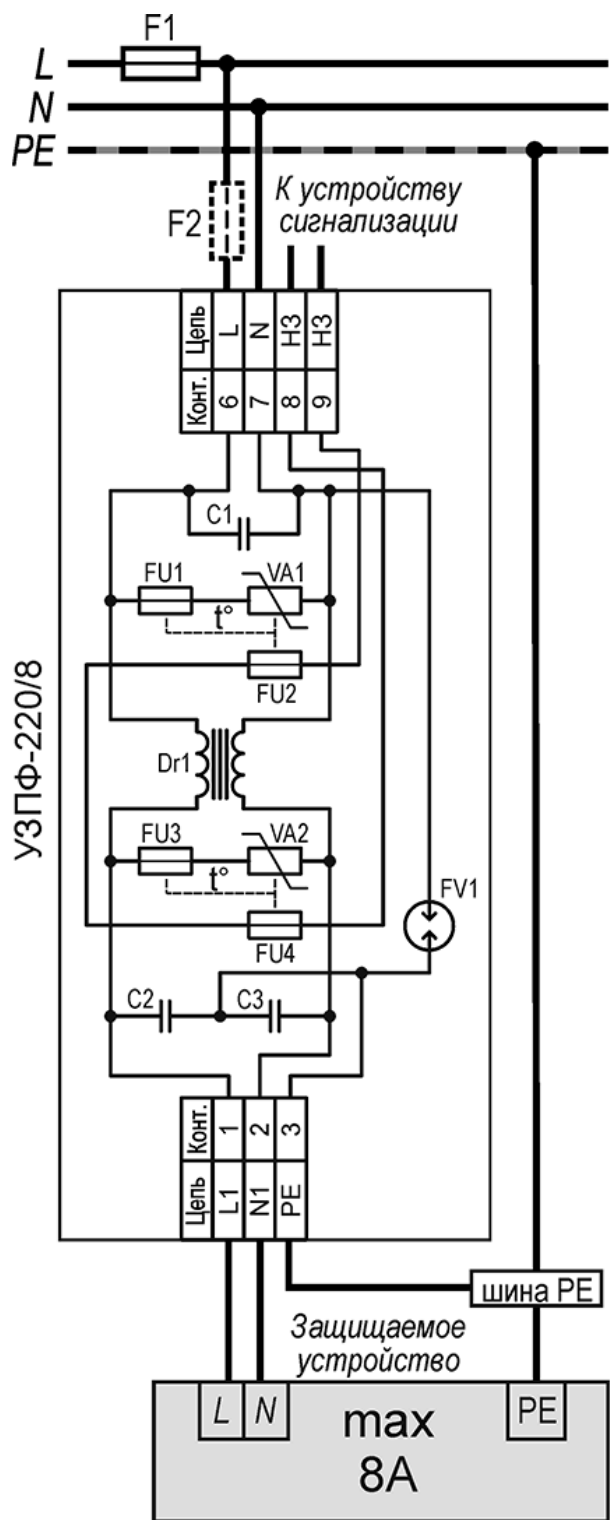 F1
L
N
PE
F2
К устройству
сигнализации
Цепь L N НЗ НЗ
Конт. 6 7 8 9
C1
FU1 VA1
t°
FU2
УЗПФ-220/8
Dr1
FU3 VA2
t°
FV1
FU4
C2 C3
Конт. 1 2 3
Цепь L1 N1 PE
шина PE
Защищаемое
устройство
L N max PE
8А